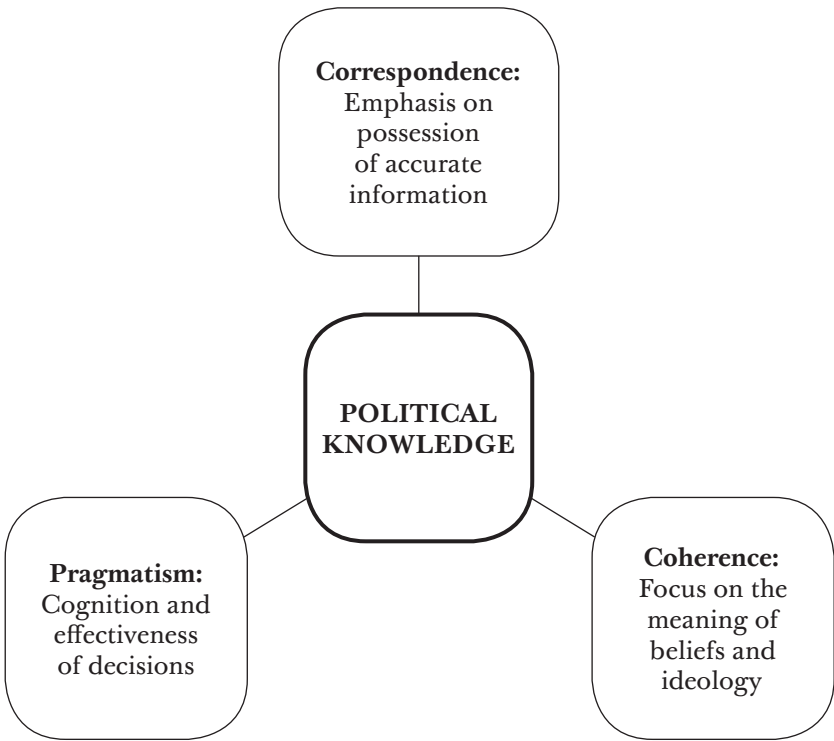 Correspondence:
Emphasis on
possession
of accurate
information
POLITICAL
KNOWLEDGE
Pragmatism:
Cognition and
effectiveness
of decisions
Coherence:
Focus on the
meaning of
beliefs and
ideology